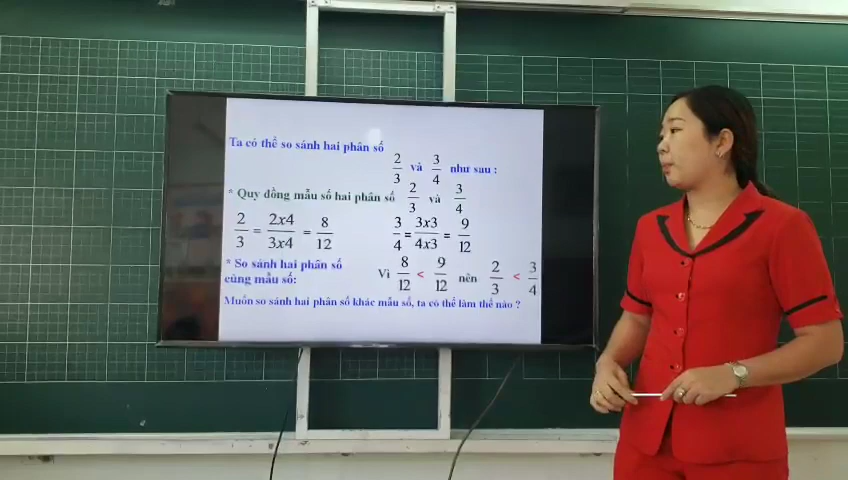 Ta có thể so sánh hai phân số
2/3 và 3/4 như sau :
* Quy đồng mẫu số hai phân số 2/3 và 3/4
2/3 = 2x4/3x4 = 8/12
3/4 = 3x3/4x3 = 9/12
* So sánh hai phân số
cùng mẫu số:
Vì 8/12 < 9/12 nên 2/3 < 3/4
Muốn so sánh hai phân số khác mẫu số, ta có thể làm thế nào ?